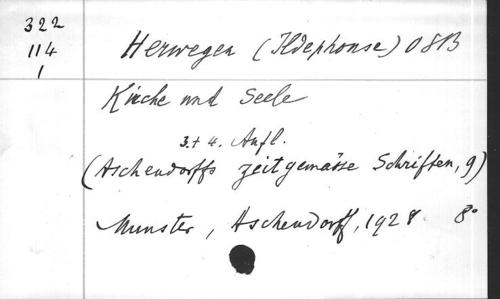 322
114
1
Herwegen (Ildephonse) OSB
Kirche und Seele
3.+ 4. Aufl.
(Aschendorffs zeitgemässe Schriften, 9)
Munster, Aschendorff, 1928 8°